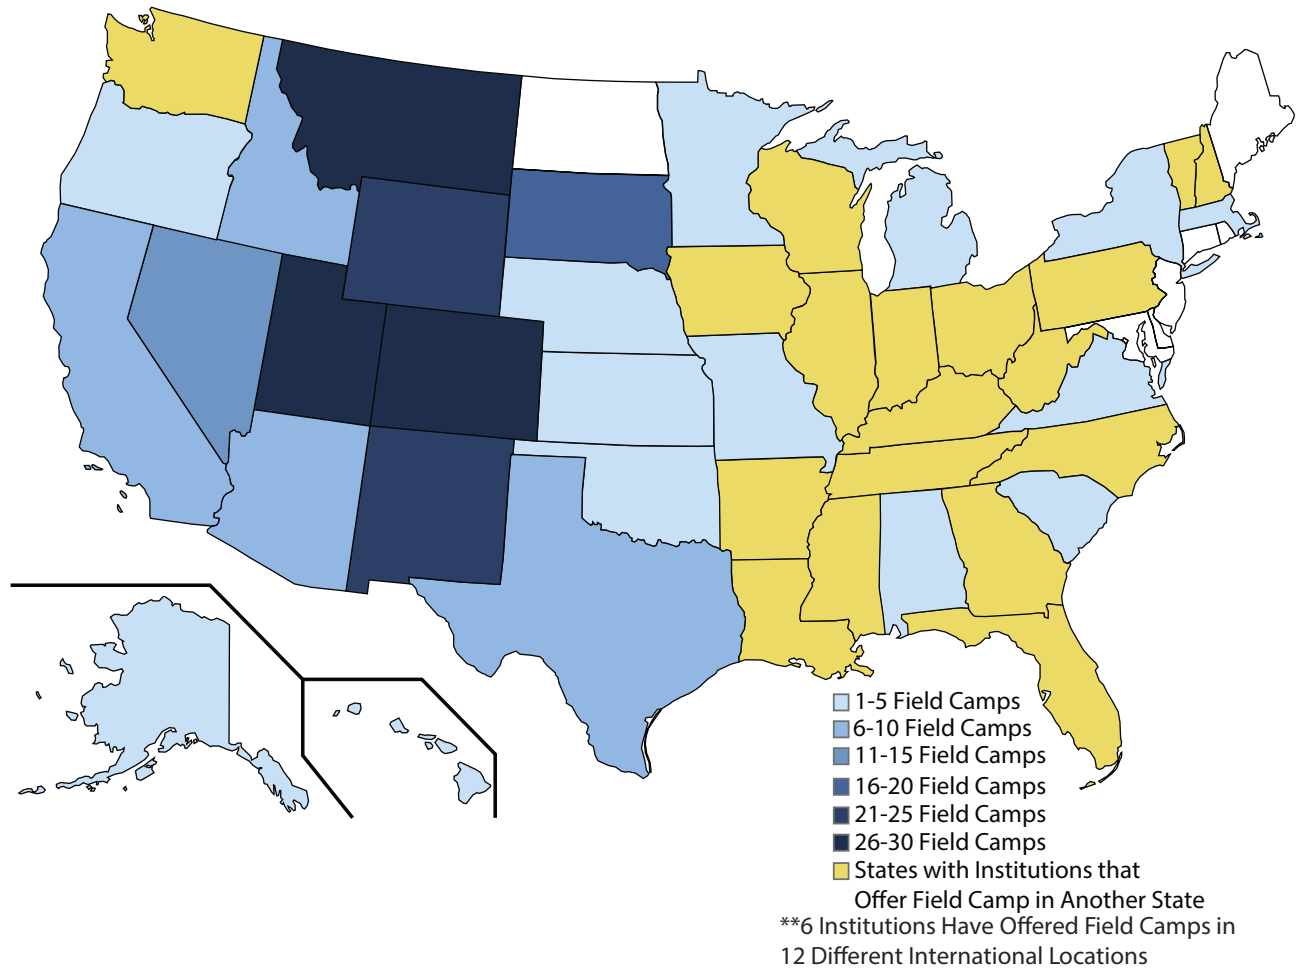 1-5 Field Camps
6-10 Field Camps
11-15 Field Camps
16-20 Field Camps
21-25 Field Camps
26-30 Field Camps
States with Institutions that
Offer Field Camp in Another State
**6 Institutions Have Offered Field Camps in
12 Different International Locations